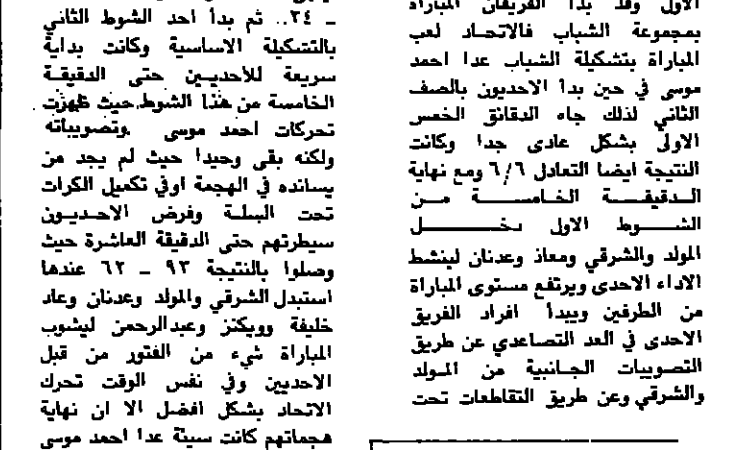 الاول وقد بدأ الفريقان المباراة
بمجموعة الشباب فالاتحاد لعب
المباراة بتشكيلة الشباب عدا احمد
موسى في حين بدأ الاحديون بالصف
الثاني لذلك جاء الدقائق الخمس
الاولى بشكل عادى جدا وكانت
النتيجة ايضا التعادل ٦/٦ ومع نهاية
الدقيقة الخامسة من
الشوط الاول دخل
المولد والشرقي ومعاذ وعدنان لينشط
الاداء الاحدى ويرتفع مستوى المباراة
من الطرفين ويبدأ افراد الفريق
الاحدى في العد التصاعدي عن طريق
التصويبات الجانبية من المولد
والشرقي وعن طريق التقاطعات تحت
ـ ٢٤.. ثم بدأ احد الشوط الثاني
بالتشكيلة الاساسية وكانت بداية
سريعة للأحديين حتى الدقيقة
الخامسة من هذا الشوط حيث ظهرت
تحركات احمد موسى وتصويباته
ولكنه بقى وحيدا حيث لم يجد من
يسانده في الهجمة اوفي تكميل الكرات
تحت السلة وفرض الاحديون
سيطرتهم حتى الدقيقة العاشرة حيث
وصلوا بالنتيجة ٩٣ ـ ٦٢ عندها
استبدل الشرقي والمولد وعدنان وعاد
خليفة وويكنز وعبدالرحمن ليشوب
المباراة شيء من الفتور من قبل
الاحديين وفي نفس الوقت تحرك
الاتحاد بشكل افضل الا ان نهاية
هجماتهم كانت سيئة عدا احمد موسى